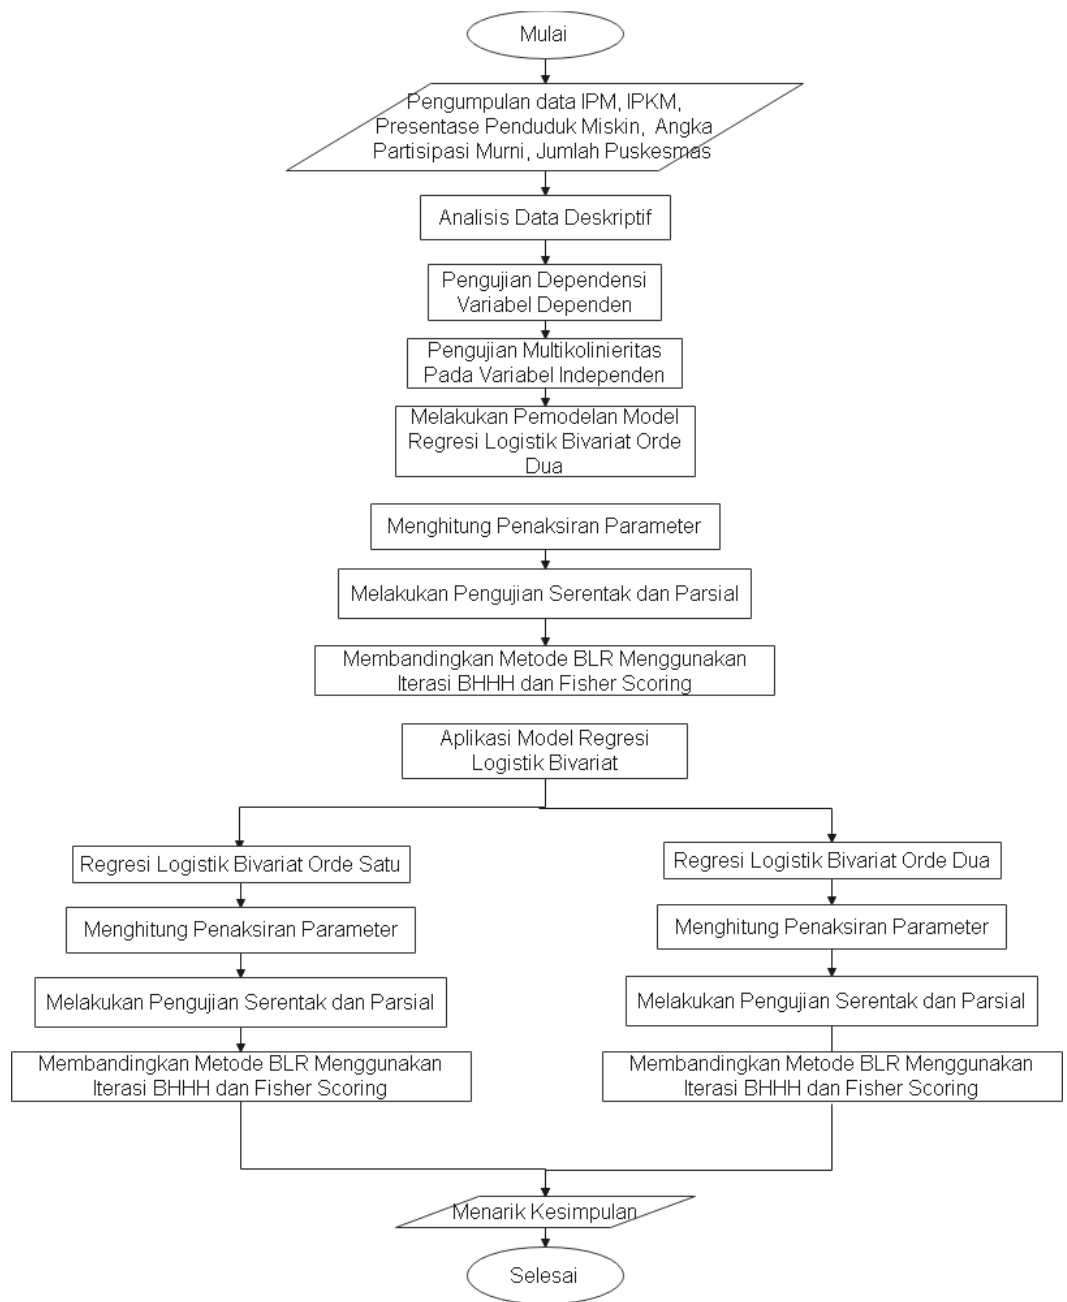 Mulai
Pengumpulan data IPM, IPKM,
Presentase Penduduk Miskin, Angka
Partisipasi Murni, Jumlah Puskesmas
Analisis Data Deskriptif
Pengujian Dependensi
Variabel Dependen
Pengujian Multikolinieritas
Pada Variabel Independen
Melakukan Pemodelan Model
Regresi Logistik Bivariat Orde
Dua
Menghitung Penaksiran Parameter
Melakukan Pengujian Serentak dan Parsial
Membandingkan Metode BLR Menggunakan
Iterasi BHHH dan Fisher Scoring
Aplikasi Model Regresi
Logistik Bivariat
Regresi Logistik Bivariat Orde Satu
Menghitung Penaksiran Parameter
Melakukan Pengujian Serentak dan Parsial
Membandingkan Metode BLR Menggunakan
Iterasi BHHH dan Fisher Scoring
Regresi Logistik Bivariat Orde Dua
Menghitung Penaksiran Parameter
Melakukan Pengujian Serentak dan Parsial
Membandingkan Metode BLR Menggunakan
Iterasi BHHH dan Fisher Scoring
Menarik Kesimpulan
Selesai